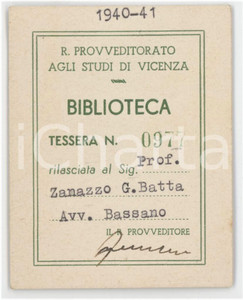 1940-41
R. PROVVEDITORATO
AGLI STUDI DI VICENZA
BIBLIOTECA
TESSERA N. 097
Prof.
rilasciata al Sig.
Zanazzo G.Batta
Avv. Bassano
IL R. PROVVEDITORE